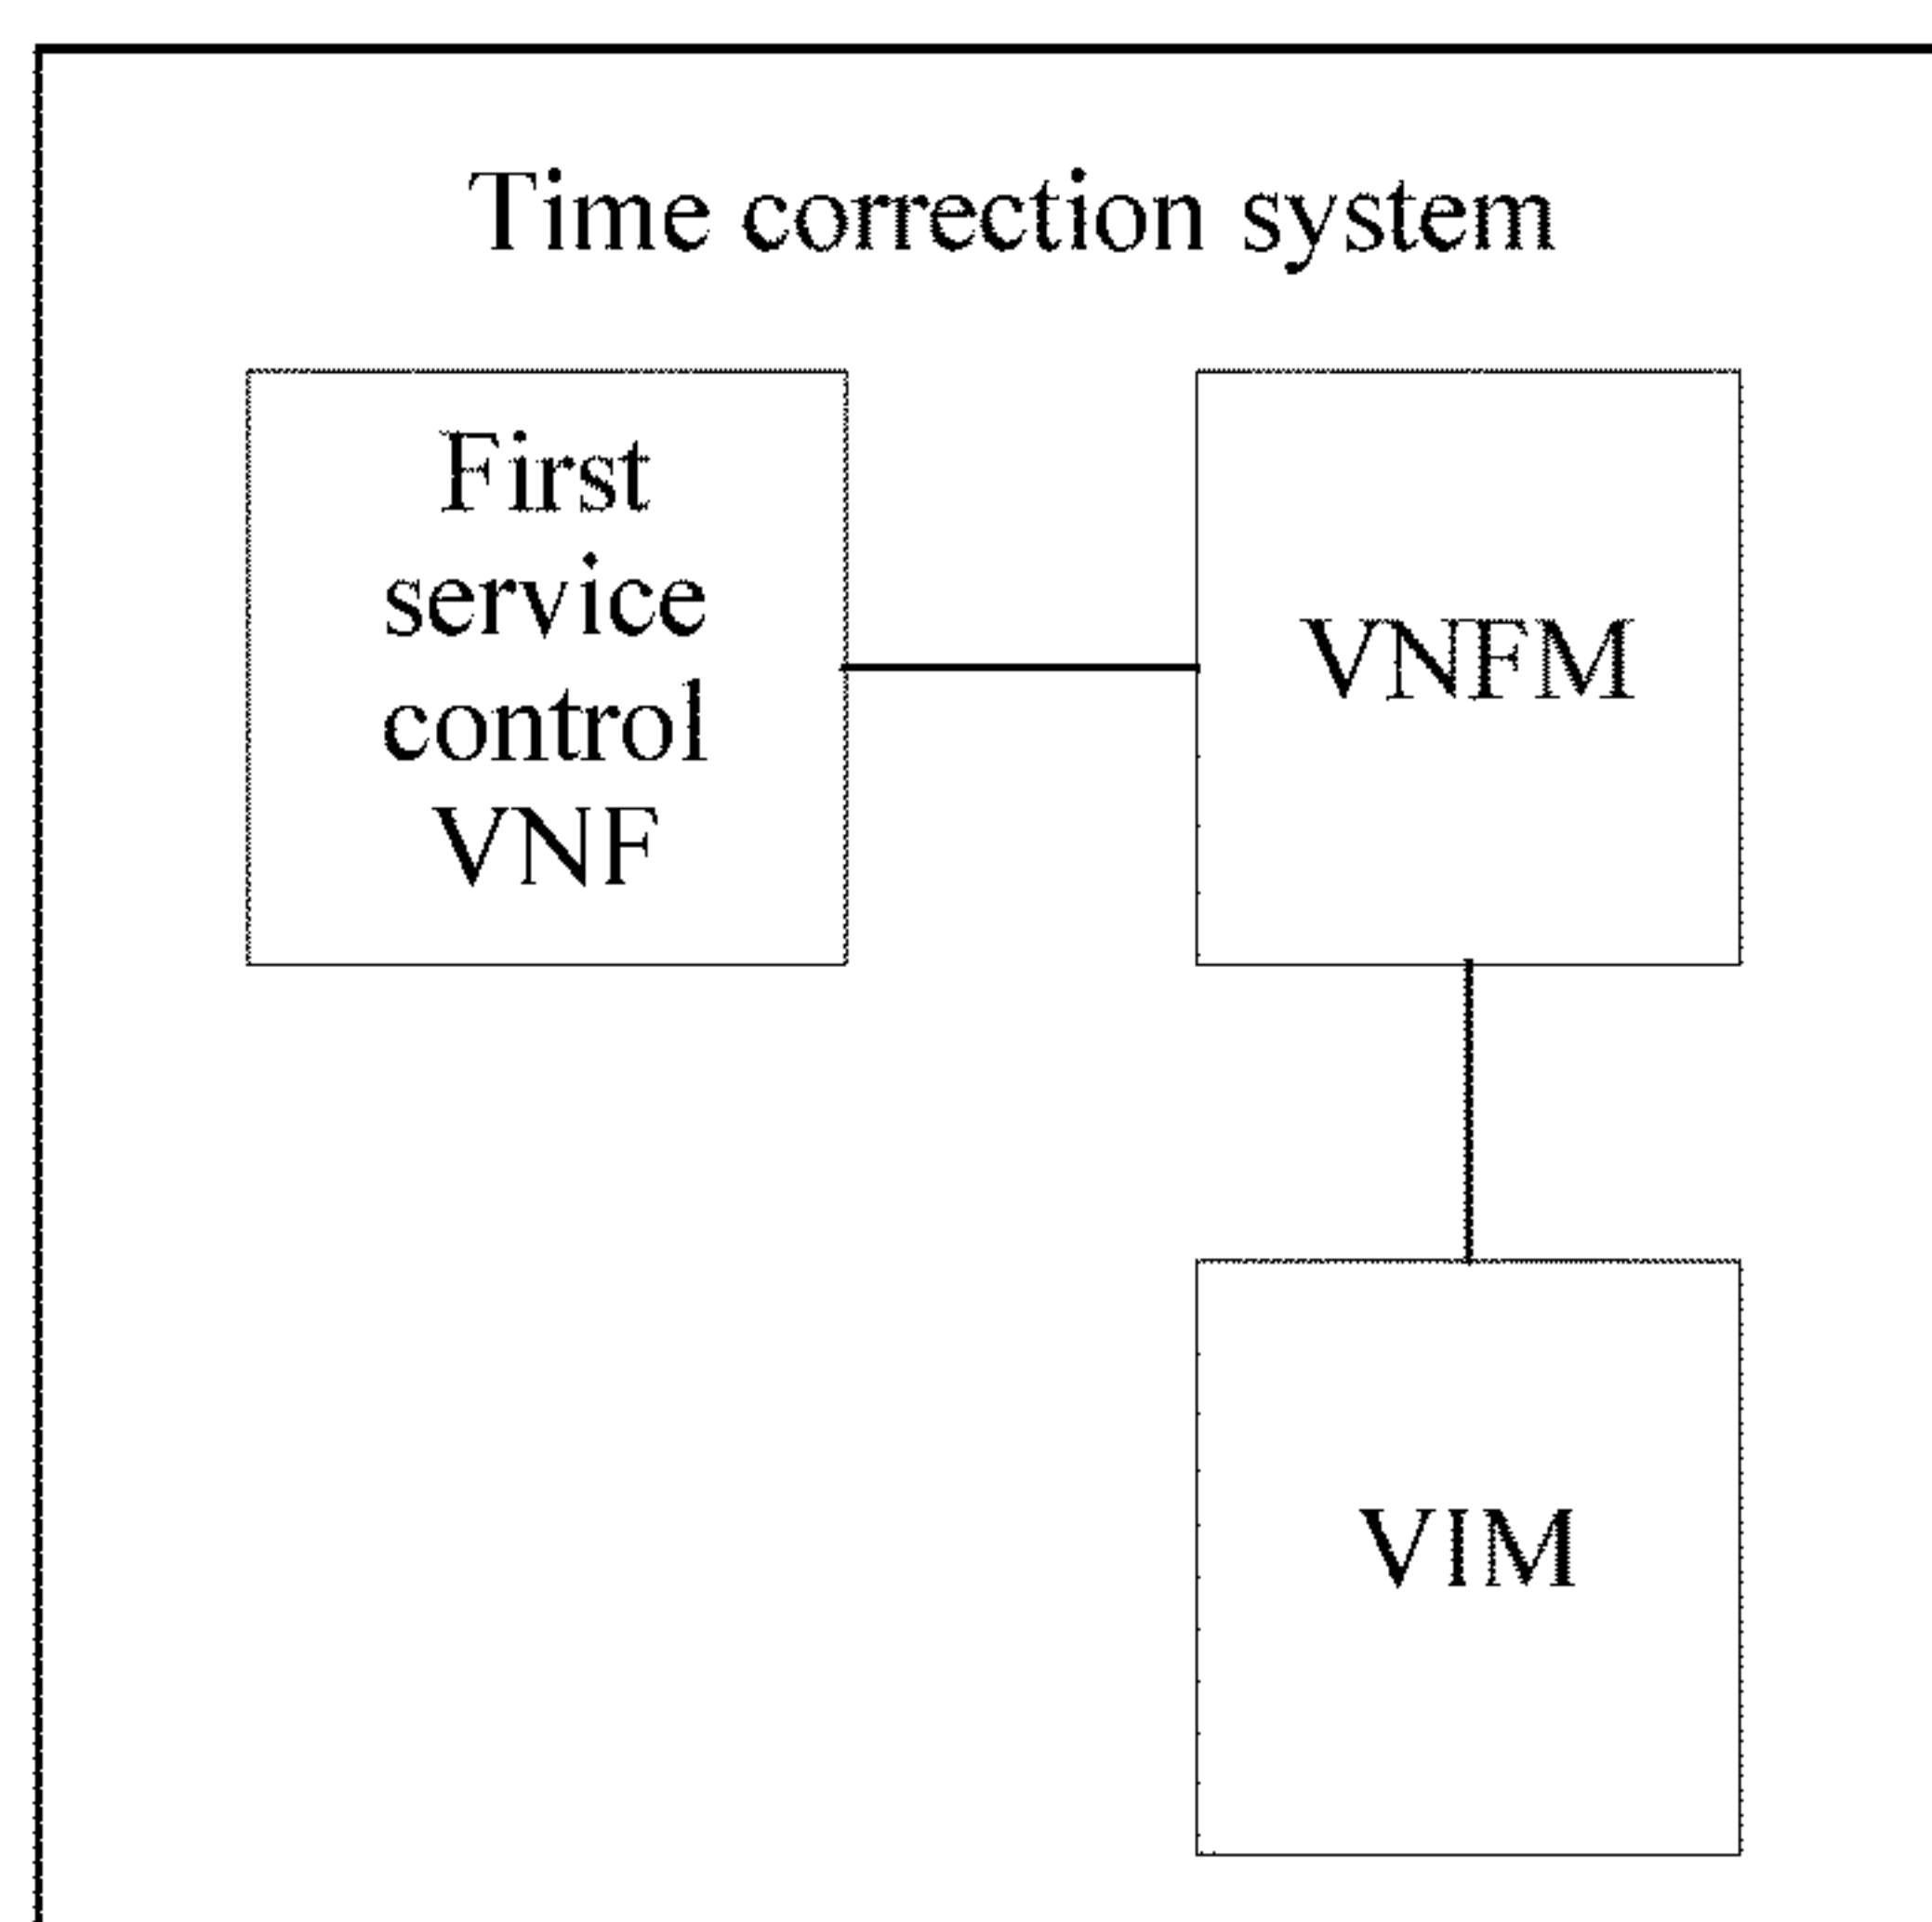 Time correction system
First
service
control
VNF
VNFM
VIM